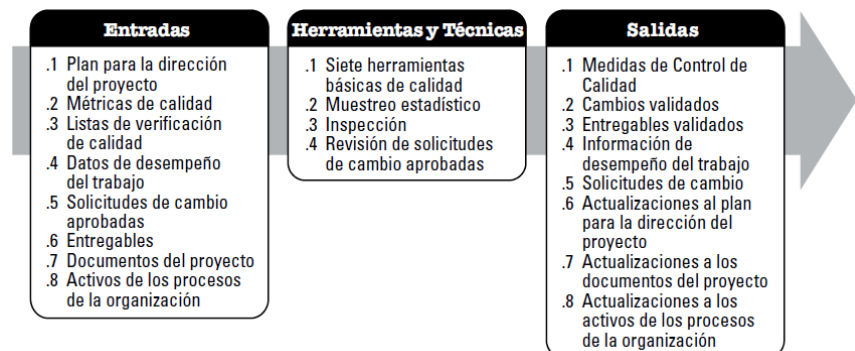 Entradas
.1 Plan para la dirección
del proyecto
.2 Métricas de calidad
.3 Listas de verificación
de calidad
.4 Datos de desempeño
del trabajo
.5 Solicitudes de cambio
aprobadas
.6 Entregables
.7 Documentos del proyecto
.8 Activos de los procesos
de la organización
Herramientas y Técnicas
.1 Siete herramientas
básicas de calidad
.2 Muestreo estadístico
.3 Inspección
.4 Revisión de solicitudes
de cambio aprobadas
Salidas
.1 Medidas de Control de
Calidad
.2 Cambios validados
.3 Entregables validados
.4 Información de
desempeño del trabajo
.5 Solicitudes de cambio
.6 Actualizaciones al plan
para la dirección del
proyecto
.7 Actualizaciones a los
documentos del proyecto
.8 Actualizaciones a los
activos de los procesos
de la organización